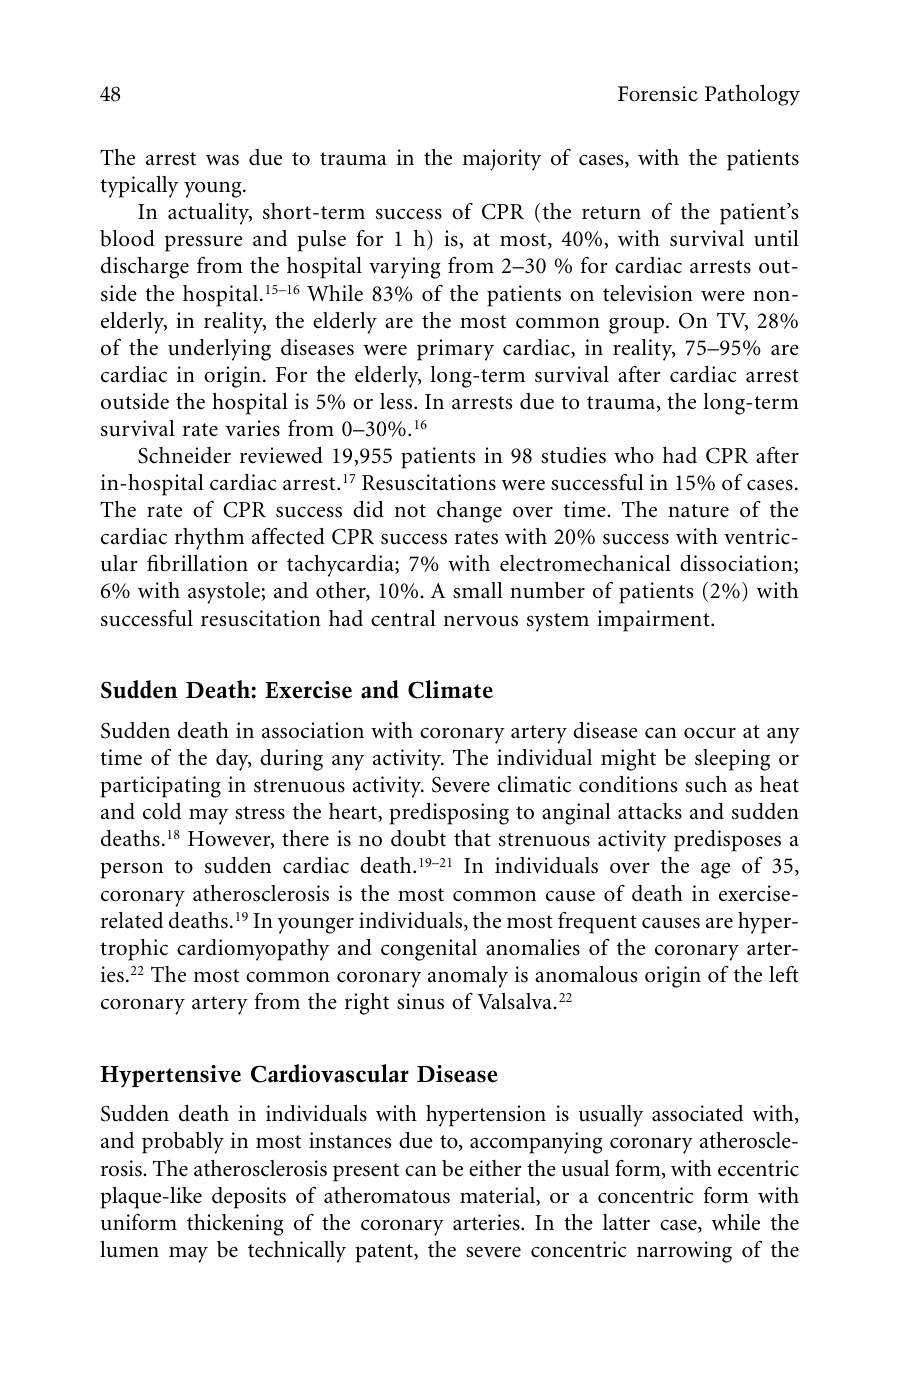 48 Forensic Pathology
The arrest was due to trauma in the majority of cases, with the patients
typically young.
In actuality, short-term success of CPR (the return of the patient's
blood pressure and pulse for 1 h) is, at most, 40%, with survival until
discharge from the hospital varying from 2–30 % for cardiac arrests out-
side the hospital.15–16 While 83% of the patients on television were non-
elderly, in reality, the elderly are the most common group. On TV, 28%
of the underlying diseases were primary cardiac, in reality, 75–95% are
cardiac in origin. For the elderly, long-term survival after cardiac arrest
outside the hospital is 5% or less. In arrests due to trauma, the long-term
survival rate varies from 0–30%.16
Schneider reviewed 19,955 patients in 98 studies who had CPR after
in-hospital cardiac arrest.17 Resuscitations were successful in 15% of cases.
The rate of CPR success did not change over time. The nature of the
cardiac rhythm affected CPR success rates with 20% success with ventric-
ular fibrillation or tachycardia; 7% with electromechanical dissociation;
6% with asystole; and other, 10%. A small number of patients (2%) with
successful resuscitation had central nervous system impairment.
Sudden Death: Exercise and Climate
Sudden death in association with coronary artery disease can occur at any
time of the day, during any activity. The individual might be sleeping or
participating in strenuous activity. Severe climatic conditions such as heat
and cold may stress the heart, predisposing to anginal attacks and sudden
deaths.18 However, there is no doubt that strenuous activity predisposes a
person to sudden cardiac death.19–21 In individuals over the age of 35,
coronary atherosclerosis is the most common cause of death in exercise-
related deaths.19 In younger individuals, the most frequent causes are hyper-
trophic cardiomyopathy and congenital anomalies of the coronary arter-
ies.22 The most common coronary anomaly is anomalous origin of the left
coronary artery from the right sinus of Valsalva.22
Hypertensive Cardiovascular Disease
Sudden death in individuals with hypertension is usually associated with,
and probably in most instances due to, accompanying coronary atheroscle-
rosis. The atherosclerosis present can be either the usual form, with eccentric
plaque-like deposits of atheromatous material, or a concentric form with
uniform thickening of the coronary arteries. In the latter case, while the
lumen may be technically patent, the severe concentric narrowing of the